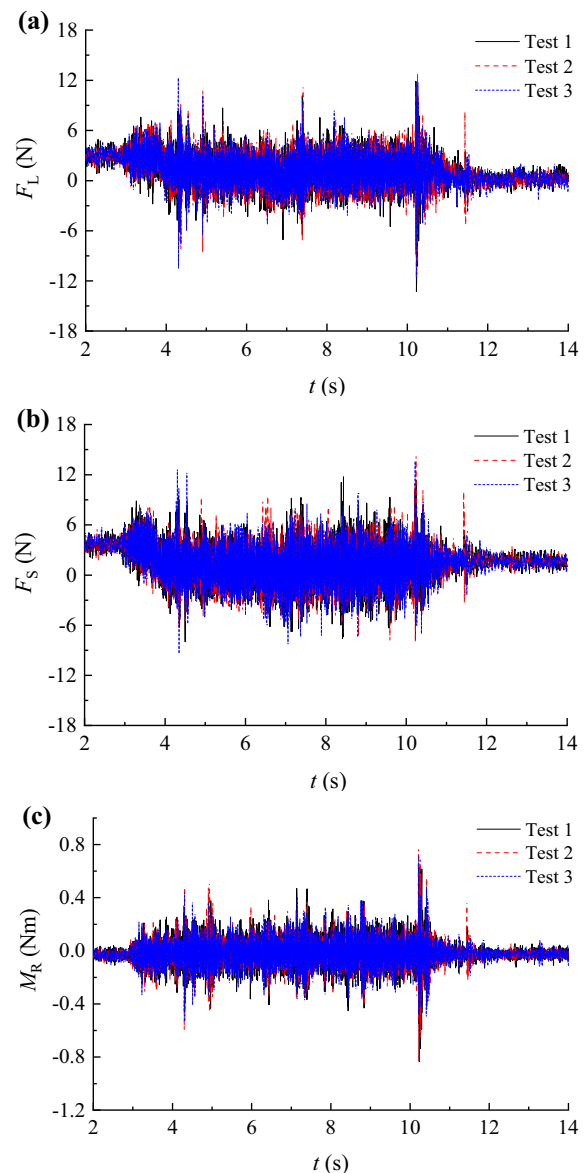 (a)
18
12
6
0
-6
-12
-18
F_L (N)
Test 1
Test 2
Test 3
2 4 6 8 10 12 14
t (s)
(b)
18
12
6
0
-6
-12
-18
F_S (N)
Test 1
Test 2
Test 3
2 4 6 8 10 12 14
t (s)
(c)
0.8
0.4
0.0
-0.4
-0.8
-1.2
M_R (Nm)
Test 1
Test 2
Test 3
2 4 6 8 10 12 14
t (s)